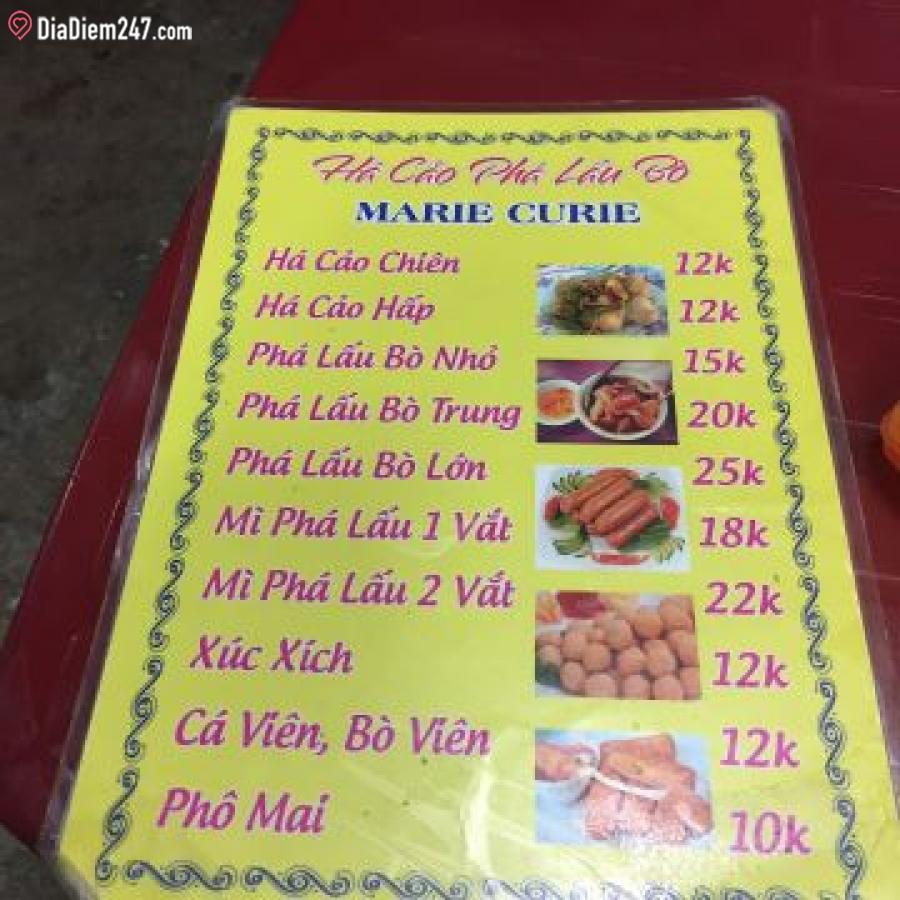 DiaDiem247.com
Há Cảo Phá Lấu Bò
MARIE CURIE
Há Cảo Chiên 12k
Há Cảo Hấp 12k
Phá Lấu Bò Nhỏ 15k
Phá Lấu Bò Trung 20k
Phá Lấu Bò Lớn 25k
Mì Phá Lấu 1 Vắt 18k
Mì Phá Lấu 2 Vắt 22k
Xúc Xích 12k
Cá Viên, Bò Viên 12k
Phô Mai 10k